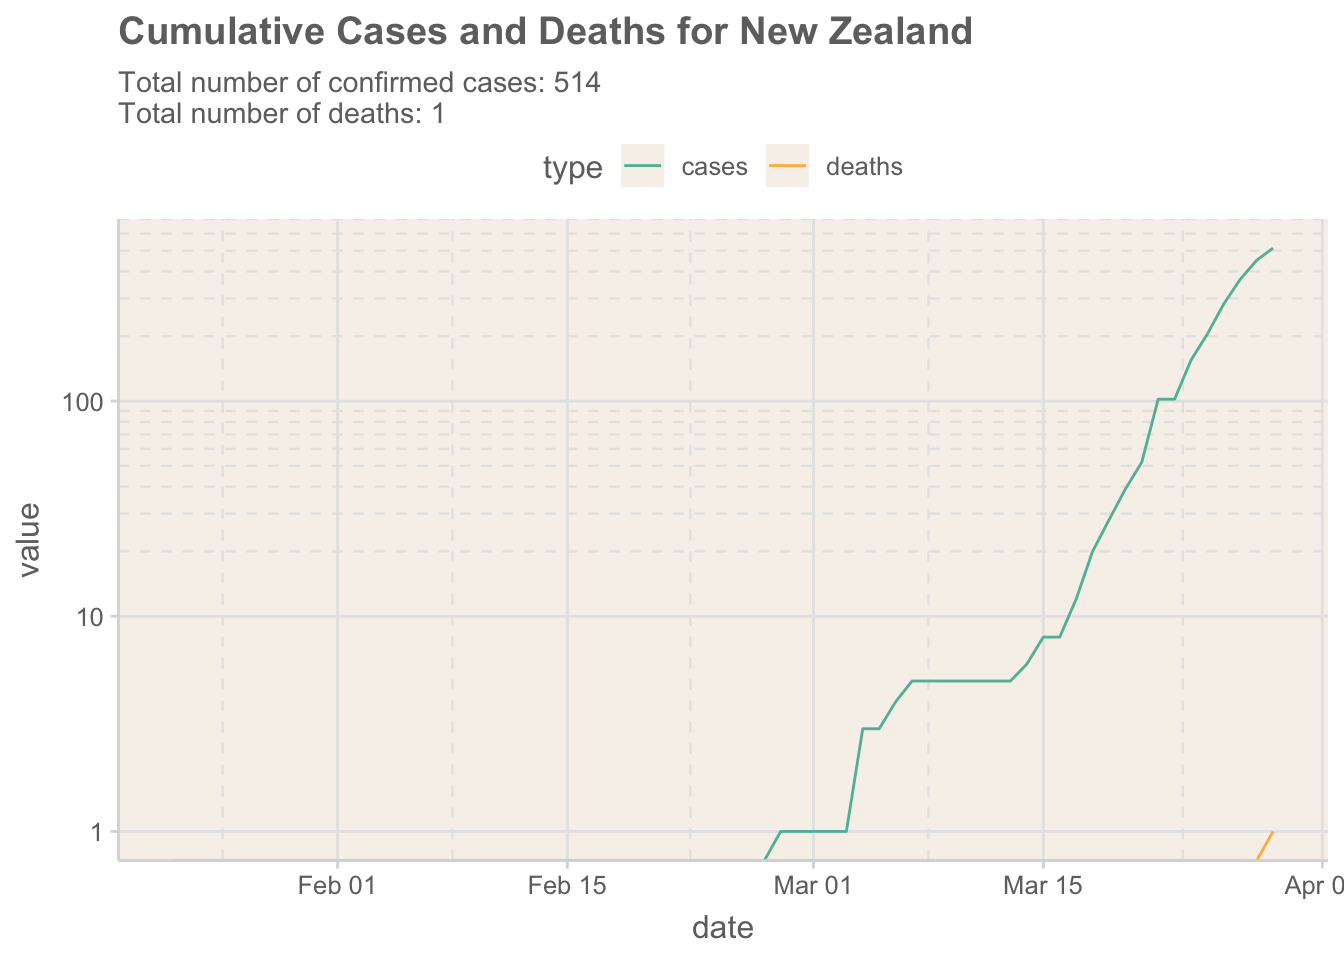 Cumulative Cases and Deaths for New Zealand
Total number of confirmed cases: 514
Total number of deaths: 1
type cases deaths
100
10
1
value
Feb 01 Feb 15 Mar 01 Mar 15 Apr 0
date